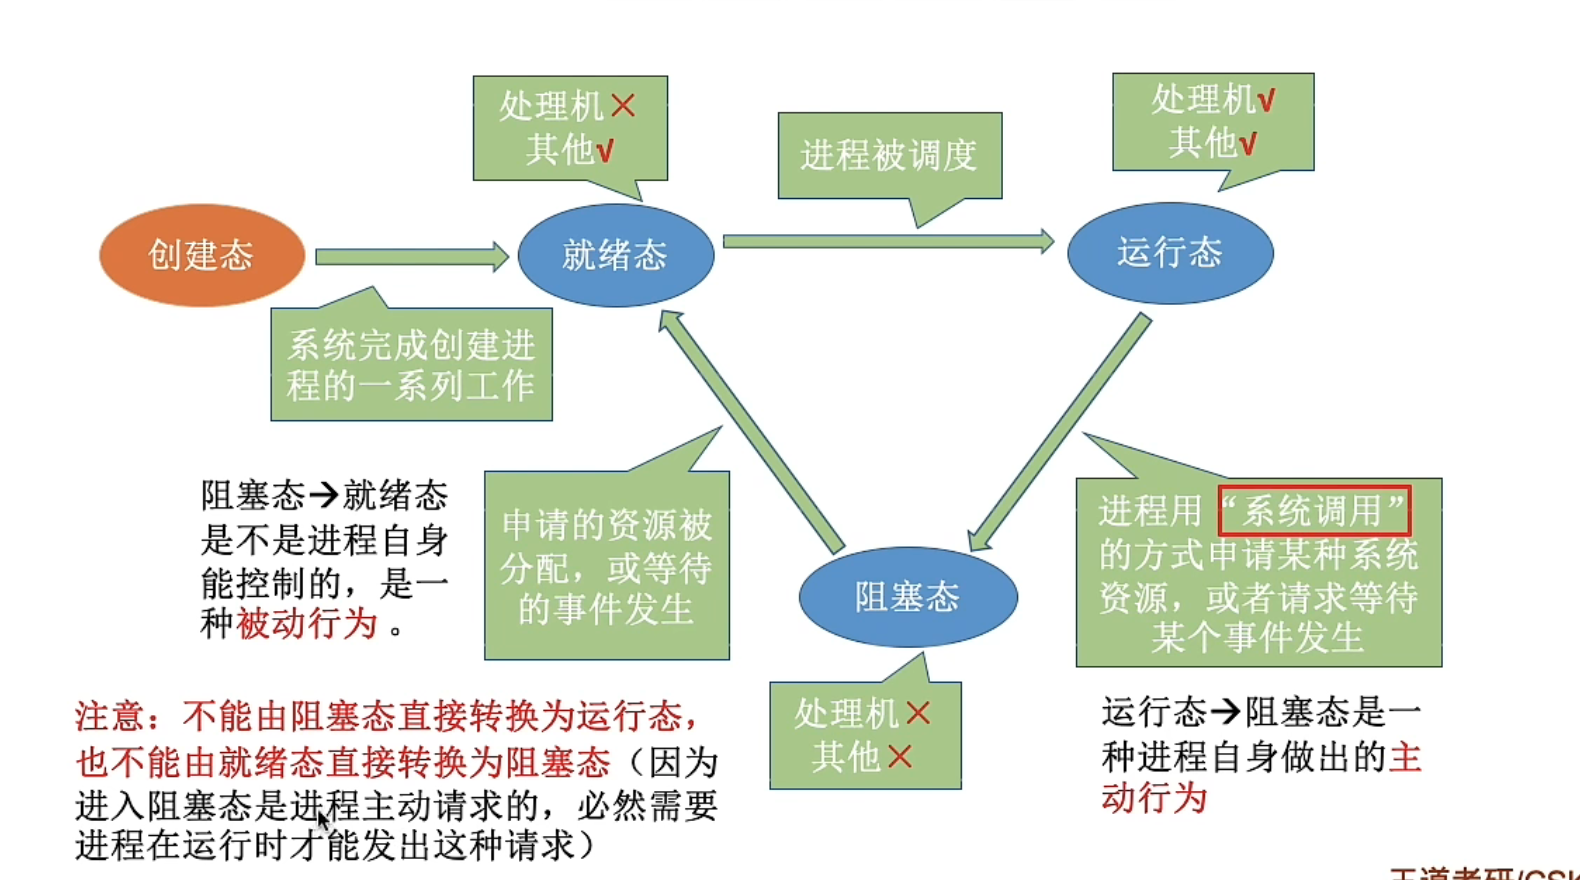 处理机×
其他√
进程被调度
处理机√
其他√
创建态
就绪态
运行态
系统完成创建进
程的一系列工作
阻塞态→就绪态
是不是进程自身
能控制的，是一
种被动行为 。
申请的资源被
分配，或等待
的事件发生
进程用“系统调用”
的方式申请某种系统
资源，或者请求等待
某个事件发生
阻塞态
处理机×
其他×
运行态→阻塞态是一
种进程自身做出的主
动行为
注意：不能由阻塞态直接转换为运行态，
也不能由就绪态直接转换为阻塞态（因为
进入阻塞态是进程主动请求的，必然需要
进程在运行时才能发出这种请求）
王道考研/CSK